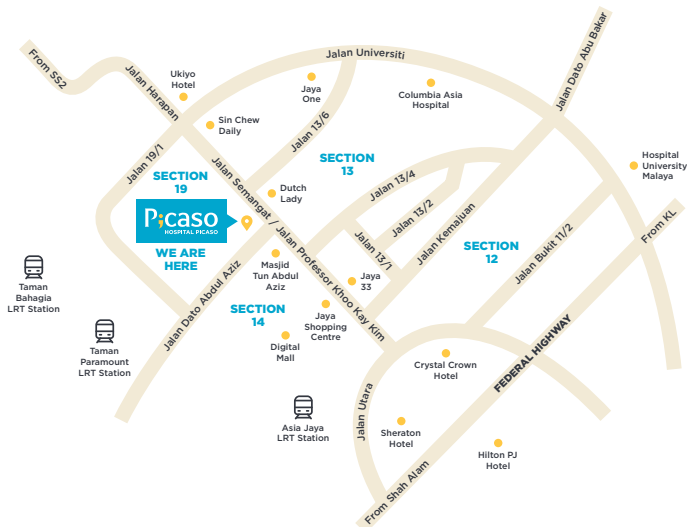 From SS2
Jalan Harapan
Jalan Universiti
Jalan Dato Abu Bakar
Ukiyo
Hotel
Jaya
One
Columbia Asia
Hospital
Sin Chew
Daily
Jalan 13/6
Jalan 19/1
SECTION
19
SECTION
13
Hospital
University
Malaya
Jalan Semangat / Jalan Professor Khoo Kay Kim
Dutch
Lady
Jalan 13/4
Jalan 13/2
Jalan 13/1
Jalan Kemajuan
From KL
Picaso
HOSPITAL PICASO
WE ARE
HERE
SECTION
12
Jalan Bukit 11/2
Masjid
Tun Abdul
Aziz
Jaya
33
Jalan Dato Abdul Aziz
SECTION
14
Jaya
Shopping
Centre
Digital
Mall
Taman
Bahagia
LRT Station
Taman
Paramount
LRT Station
Crystal Crown
Hotel
FEDERAL HIGHWAY
Jalan Utara
Asia Jaya
LRT Station
Sheraton
Hotel
Hilton PJ
Hotel
From Shah Alam